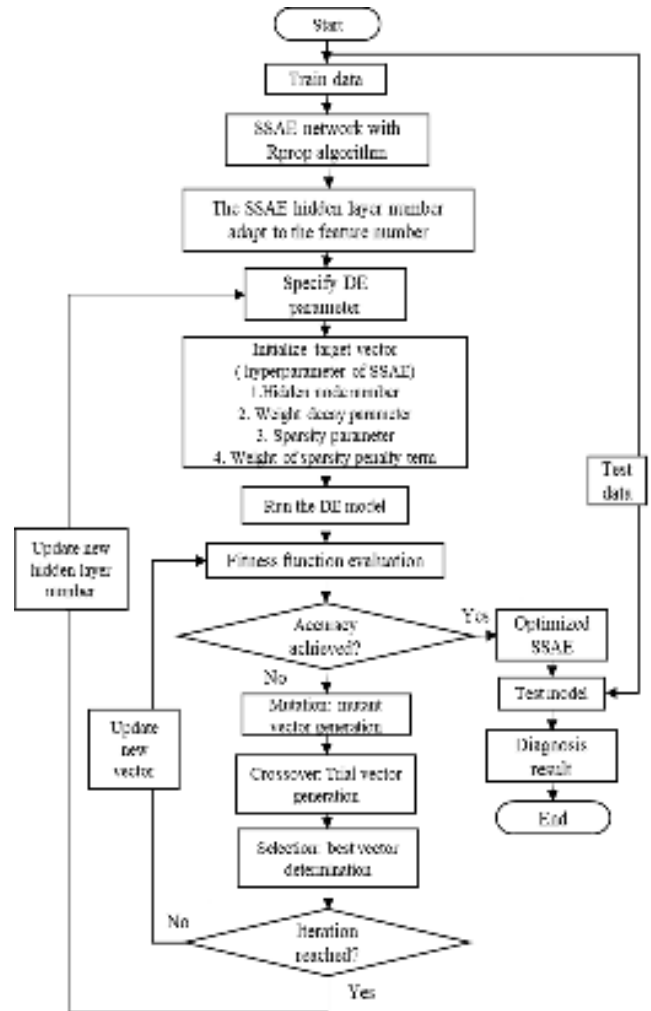 Start
Train data
SSAE network with
Rprop algorithm
The SSAE hidden layer number
adapt to the feature number
Specify DE
parameter
Initialize target vector
( hyperparameter of SSAE)
1.Hidden node number
2. Weight decay parameter
3. Sparsity parameter
4. Weight of sparsity penalty term
Test
data
Run the DE model
Update new
hidden layer
number
Fitness function evaluation
Accuracy
achieved?
Yes
Optimized
SSAE
No
Test model
Mutation: mutant
vector generation
Update
new
vector
Diagnosis
result
Crossover: Trial vector
generation
End
Selection: best vector
determination
No
Iteration
reached?
Yes